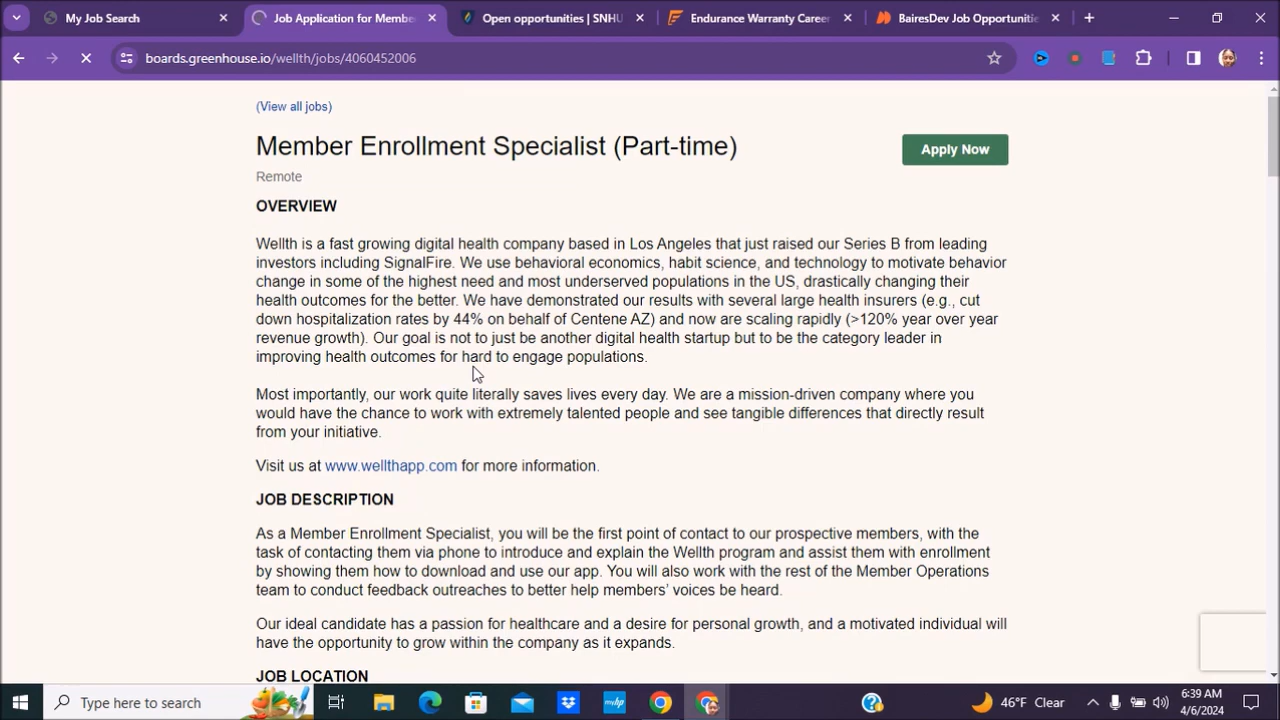 My Job Search
Job Application for Membe
Open opportunities | SNHU
Endurance Warranty Career
BairesDev Job Opportunitie
boards.greenhouse.io/wellth/jobs/4060452006
(View all jobs)
Member Enrollment Specialist (Part-time)
Apply Now
Remote
OVERVIEW
Wellth is a fast growing digital health company based in Los Angeles that just raised our Series B from leading
investors including SignalFire. We use behavioral economics, habit science, and technology to motivate behavior
change in some of the highest need and most underserved populations in the US, drastically changing their
health outcomes for the better. We have demonstrated our results with several large health insurers (e.g., cut
down hospitalization rates by 44% on behalf of Centene AZ) and now are scaling rapidly (>120% year over year
revenue growth). Our goal is not to just be another digital health startup but to be the category leader in
improving health outcomes for hard to engage populations.
Most importantly, our work quite literally saves lives every day. We are a mission-driven company where you
would have the chance to work with extremely talented people and see tangible differences that directly result
from your initiative.
Visit us at www.wellthapp.com for more information.
JOB DESCRIPTION
As a Member Enrollment Specialist, you will be the first point of contact to our prospective members, with the
task of contacting them via phone to introduce and explain the Wellth program and assist them with enrollment
by showing them how to download and use our app. You will also work with the rest of the Member Operations
team to conduct feedback outreaches to better help members' voices be heard.
Our ideal candidate has a passion for healthcare and a desire for personal growth, and a motivated individual will
have the opportunity to grow within the company as it expands.
JOB LOCATION
Type here to search
46°F Clear
6:39 AM
4/6/2024